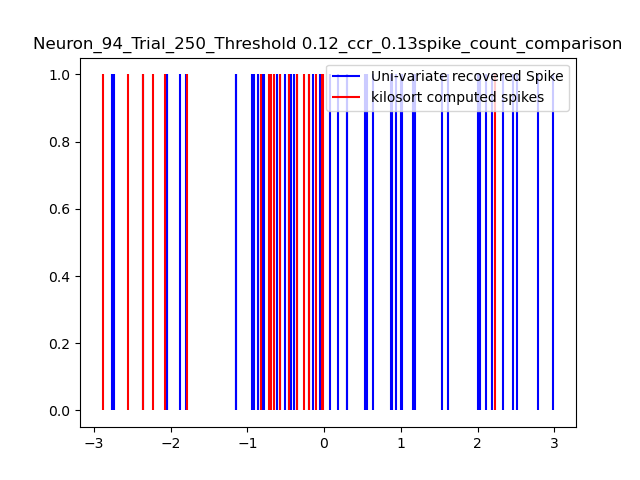 Neuron_94_Trial_250_Threshold 0.12_ccr_0.13spike_count_comparison
Uni-variate recovered Spike
kilosort computed spikes
1.0
0.8
0.6
0.4
0.2
0.0
−3 −2 −1 0 1 2 3